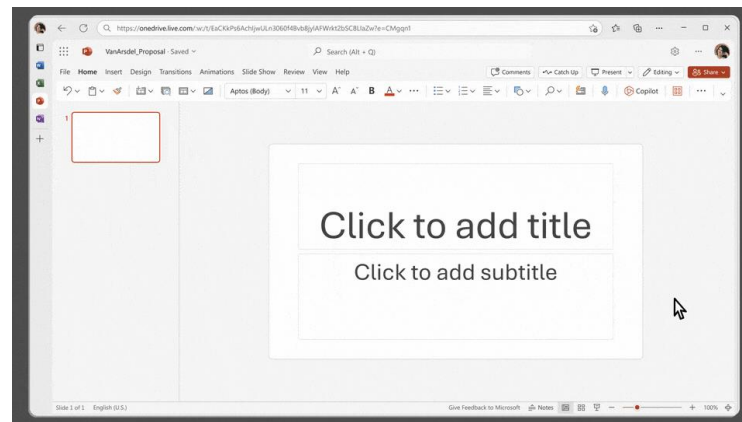 https://onedrive.live.com
VanArsdel_Proposal · Saved
Search (Alt + Q)
File Home Insert Design Transitions Animations Slide Show Review View Help
Comments Catch Up Present Editing Share
Aptos (Body) 11 A A B A Copilot
1
Click to add title
Click to add subtitle
Slide 1 of 1 English (U.S.)
Give Feedback to Microsoft Notes 100%